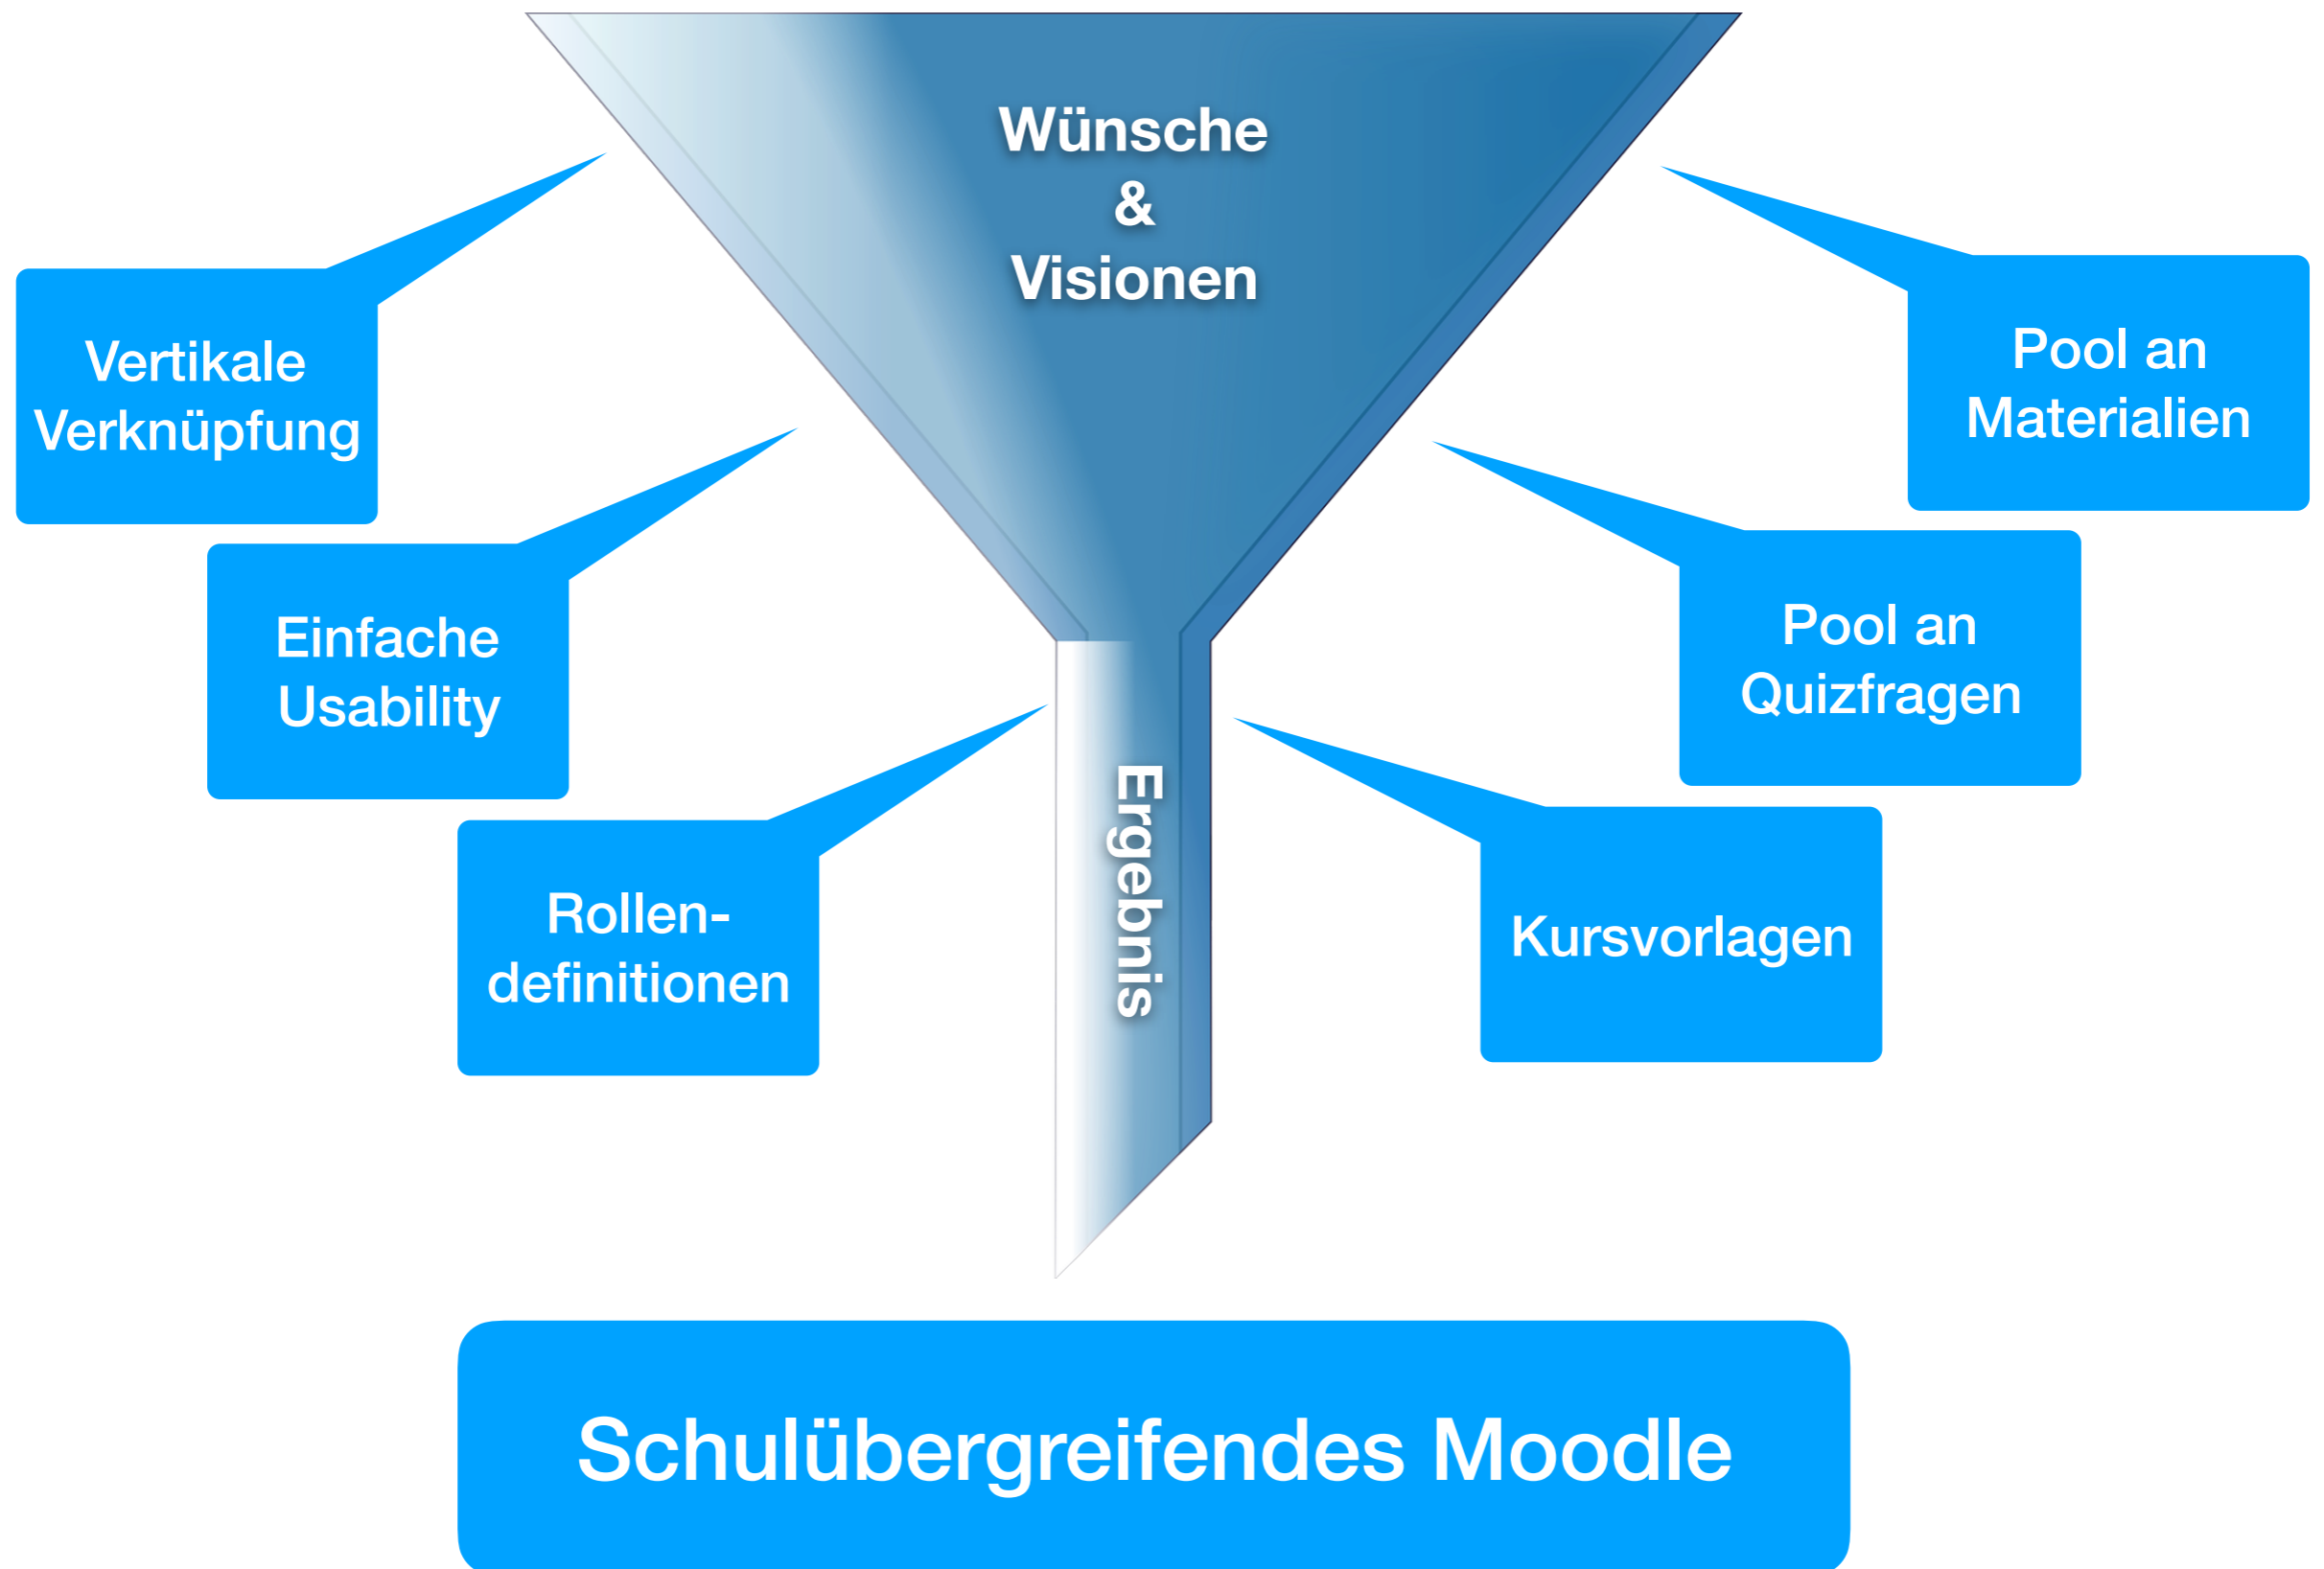 Wünsche
&
Visionen
Vertikale
Verknüpfung
Einfache
Usability
Rollen-
definitionen
Pool an
Materialien
Pool an
Quizfragen
Kursvorlagen
Ergebnis
Schulübergreifendes Moodle